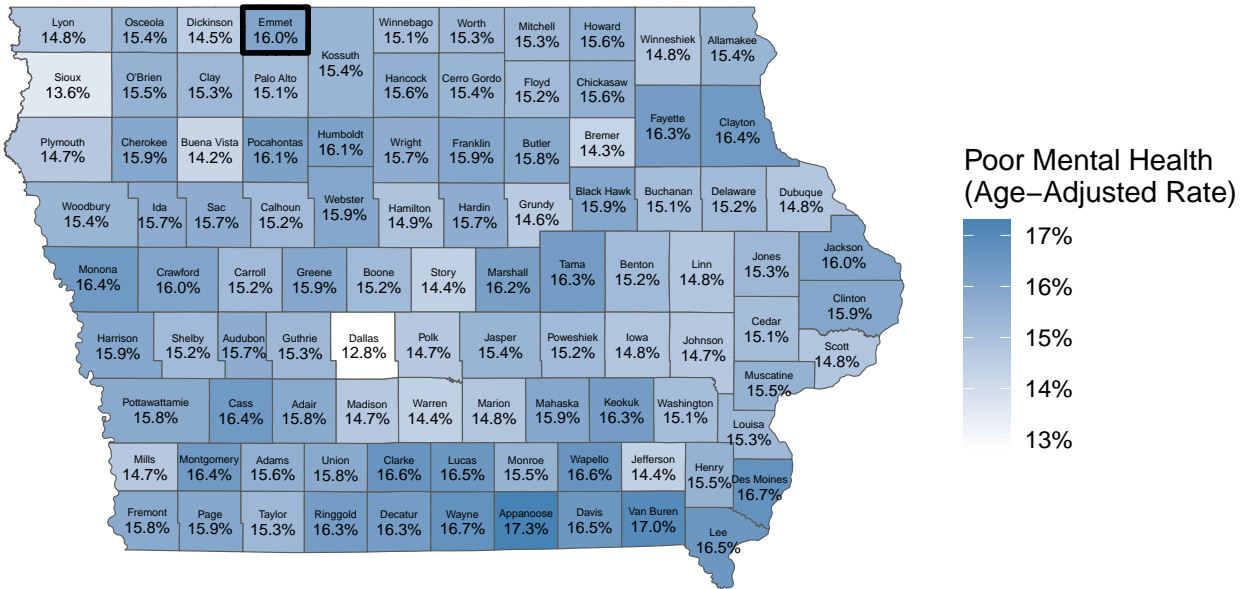 Lyon
14.8%
Osceola
15.4%
Dickinson
14.5%
Emmet
16.0%
Kossuth
15.4%
Winnebago
15.1%
Worth
15.3%
Mitchell
15.3%
Howard
15.6%
Winneshiek
14.8%
Allamakee
15.4%
Sioux
13.6%
O'Brien
15.5%
Clay
15.3%
Palo Alto
15.1%
Hancock
15.6%
Cerro Gordo
15.4%
Floyd
15.2%
Chickasaw
15.6%
Fayette
16.3%
Clayton
16.4%
Plymouth
14.7%
Cherokee
15.9%
Buena Vista
14.2%
Pocahontas
16.1%
Humboldt
16.1%
Wright
15.7%
Franklin
15.9%
Butler
15.8%
Bremer
14.3%
Woodbury
15.4%
Ida
15.7%
Sac
15.7%
Calhoun
15.2%
Webster
15.9%
Hamilton
14.9%
Hardin
15.7%
Grundy
14.6%
Black Hawk
15.9%
Buchanan
15.1%
Delaware
15.2%
Dubuque
14.8%
Monona
16.4%
Crawford
16.0%
Carroll
15.2%
Greene
15.9%
Boone
15.2%
Story
14.4%
Marshall
16.2%
Tama
16.3%
Benton
15.2%
Linn
14.8%
Jones
15.3%
Jackson
16.0%
Clinton
15.9%
Harrison
15.9%
Shelby
15.2%
Audubon
15.7%
Guthrie
15.3%
Dallas
12.8%
Polk
14.7%
Jasper
15.4%
Poweshiek
15.2%
Iowa
14.8%
Johnson
14.7%
Cedar
15.1%
Scott
14.8%
Muscatine
15.5%
Pottawattamie
15.8%
Cass
16.4%
Adair
15.8%
Madison
14.7%
Warren
14.4%
Marion
14.8%
Mahaska
15.9%
Keokuk
16.3%
Washington
15.1%
Louisa
15.3%
Mills
14.7%
Montgomery
16.4%
Adams
15.6%
Union
15.8%
Clarke
16.6%
Lucas
16.5%
Monroe
15.5%
Wapello
16.6%
Jefferson
14.4%
Henry
15.5%
Des Moines
16.7%
Fremont
15.8%
Page
15.9%
Taylor
15.3%
Ringgold
16.3%
Decatur
16.3%
Wayne
16.7%
Appanoose
17.3%
Davis
16.5%
Van Buren
17.0%
Lee
16.5%
Poor Mental Health
(Age−Adjusted Rate)
17%
16%
15%
14%
13%